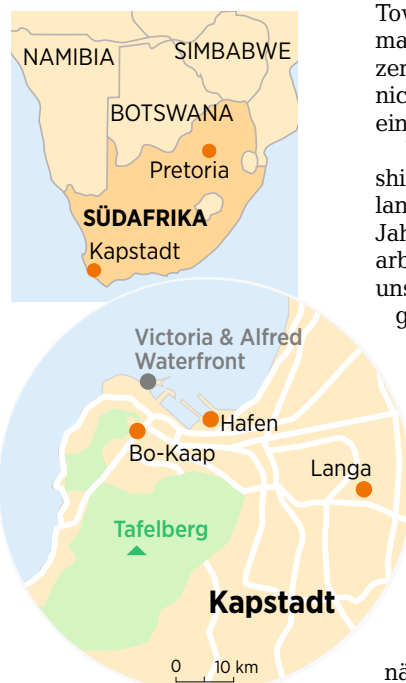 NAMIBIA
SIMBABWE
BOTSWANA
Pretoria
SÜDAFRIKA
Kapstadt
Victoria & Alfred
Waterfront
Hafen
Bo-Kaap
Langa
Tafelberg
Kapstadt
0 10 km